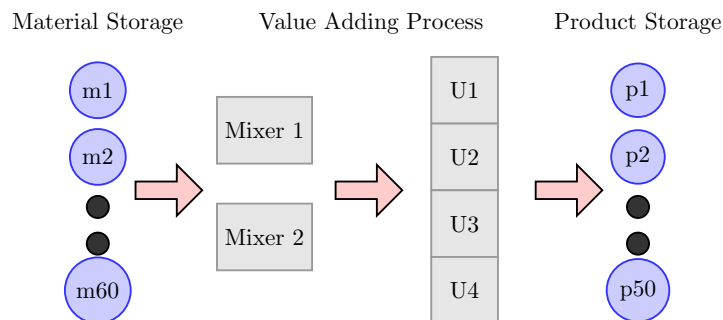 Material Storage
Value Adding Process
Product Storage
m1
m2
m60
Mixer 1
Mixer 2
U1
U2
U3
U4
p1
p2
p50